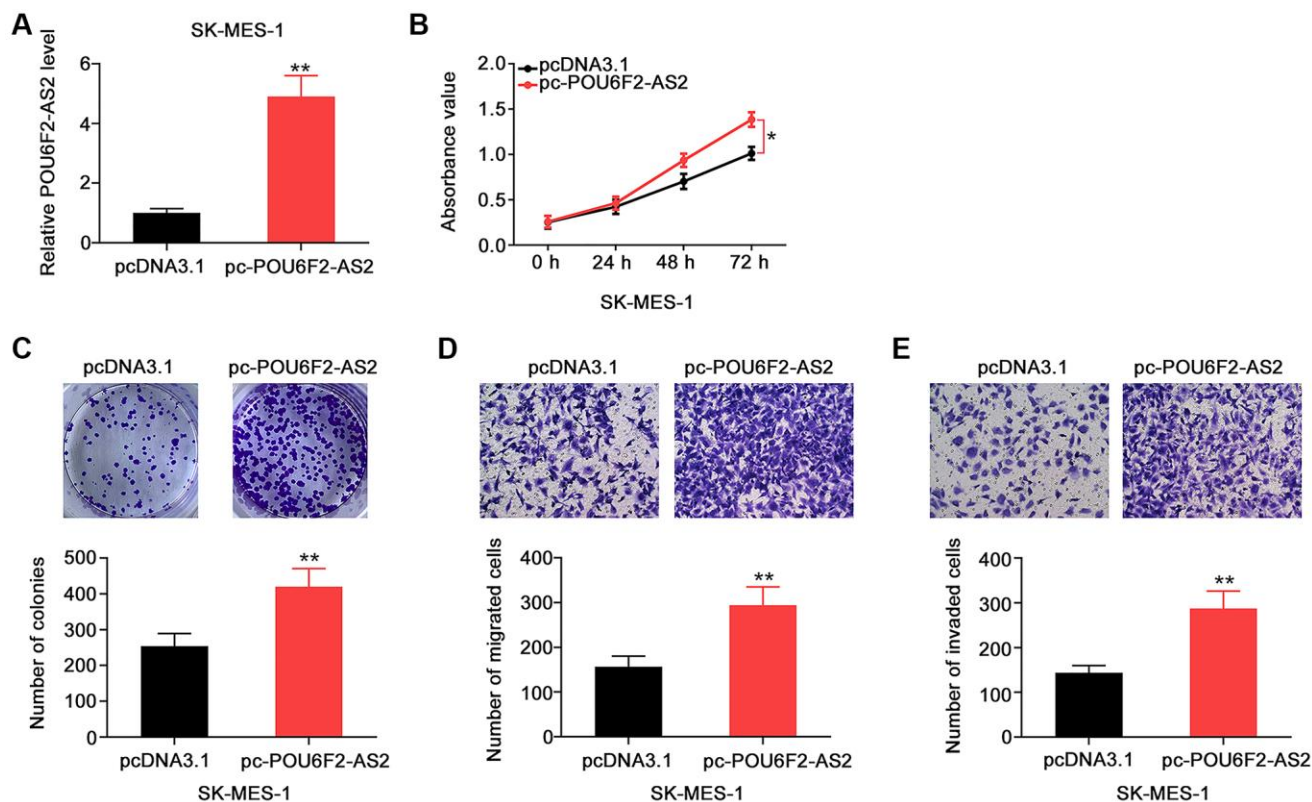 A
SK-MES-1
Relative POU6F2-AS2 level
6
4
2
0
**
pcDNA3.1
pc-POU6F2-AS2
B
pcDNA3.1
pc-POU6F2-AS2
Absorbance value
2.0
1.5
1.0
0.5
0.0
*
0 h
24 h
48 h
72 h
SK-MES-1
C
pcDNA3.1
pc-POU6F2-AS2
Number of colonies
500
400
300
200
100
0
**
pcDNA3.1
pc-POU6F2-AS2
SK-MES-1
D
pcDNA3.1
pc-POU6F2-AS2
Number of migrated cells
400
300
200
100
0
**
pcDNA3.1
pc-POU6F2-AS2
SK-MES-1
E
pcDNA3.1
pc-POU6F2-AS2
Number of invaded cells
400
300
200
100
0
**
pcDNA3.1
pc-POU6F2-AS2
SK-MES-1